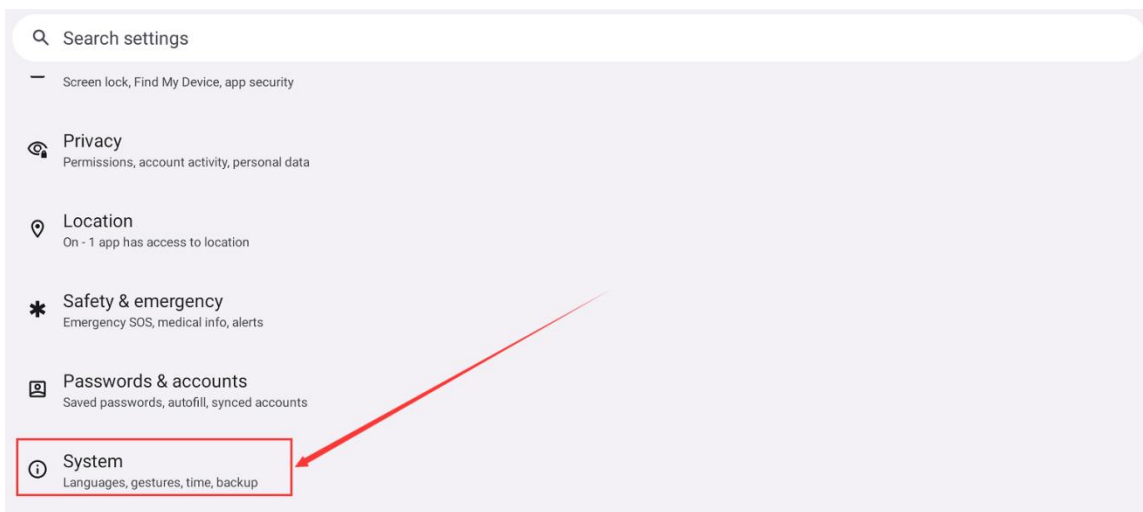 Search settings
Screen lock, Find My Device, app security
Privacy
Permissions, account activity, personal data
Location
On - 1 app has access to location
Safety & emergency
Emergency SOS, medical info, alerts
Passwords & accounts
Saved passwords, autofill, synced accounts
System
Languages, gestures, time, backup